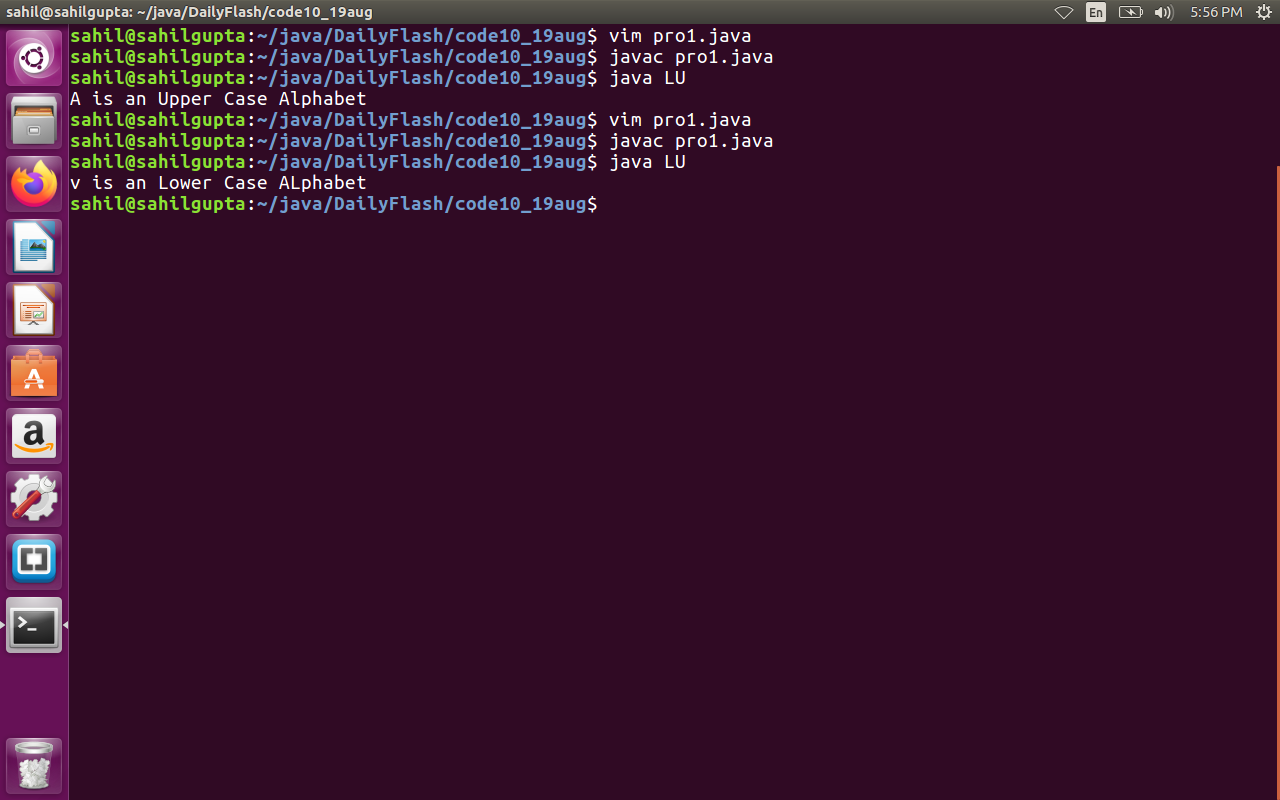 sahil@sahilgupta: ~/java/DailyFlash/code10_19aug
En
5:56 PM
sahil@sahilgupta:~/java/DailyFlash/code10_19aug$ vim pro1.java
sahil@sahilgupta:~/java/DailyFlash/code10_19aug$ javac pro1.java
sahil@sahilgupta:~/java/DailyFlash/code10_19aug$ java LU
A is an Upper Case Alphabet
sahil@sahilgupta:~/java/DailyFlash/code10_19aug$ vim pro1.java
sahil@sahilgupta:~/java/DailyFlash/code10_19aug$ javac pro1.java
sahil@sahilgupta:~/java/DailyFlash/code10_19aug$ java LU
v is an Lower Case ALphabet
sahil@sahilgupta:~/java/DailyFlash/code10_19aug$